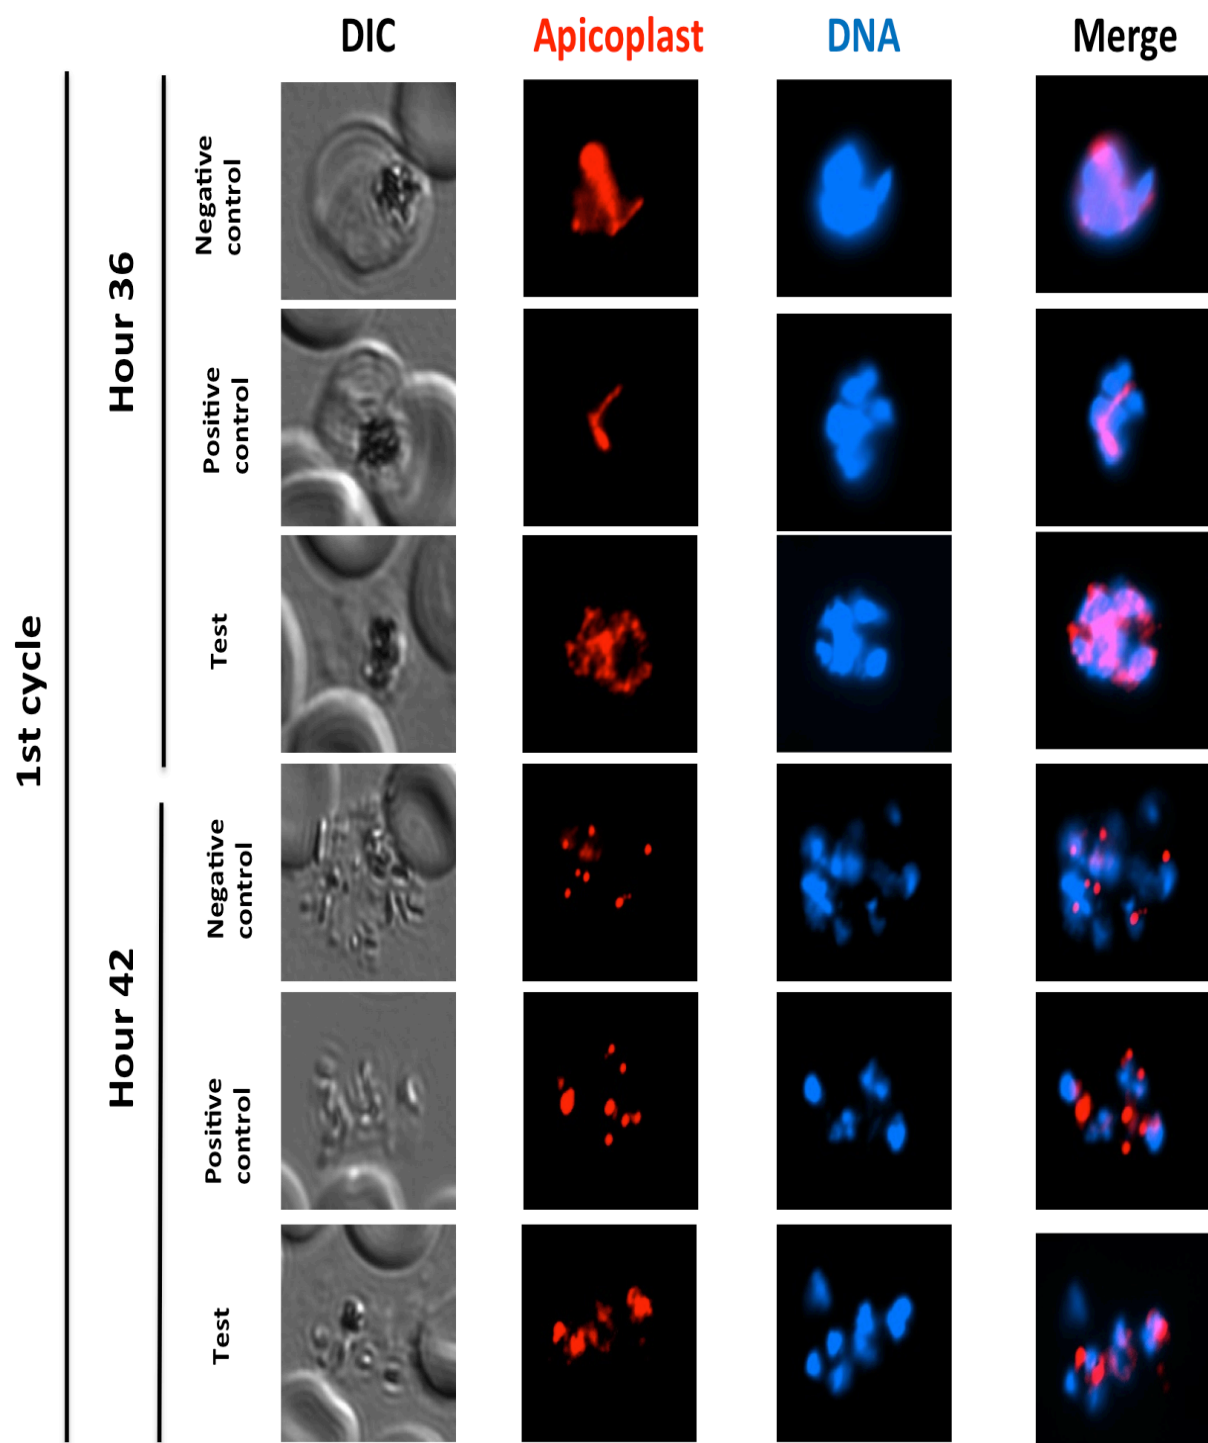 DIC
Apicoplast
DNA
Merge
1st cycle
Hour 36
Negative
control
Positive
control
Test
Hour 42
Negative
control
Positive
control
Test